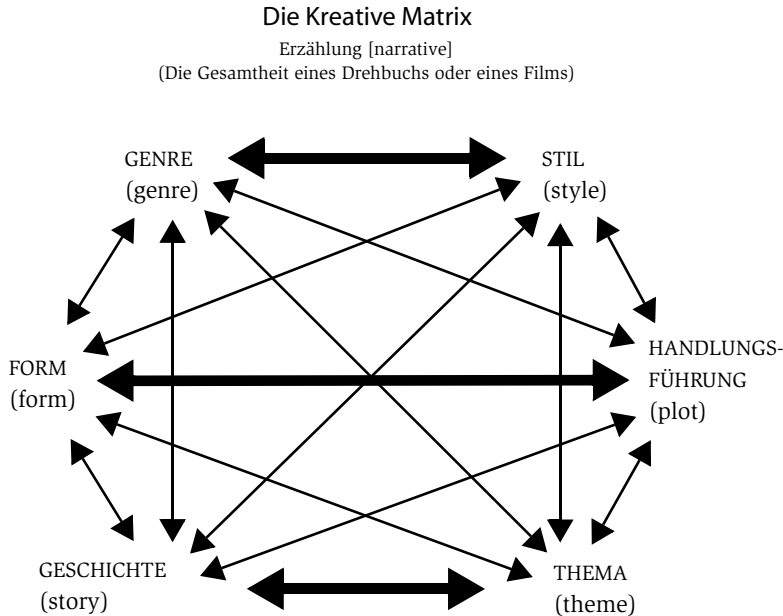 Die Kreative Matrix
Erzählung [narrative]
(Die Gesamtheit eines Drehbuchs oder eines Films)
GENRE
(genre)
STIL
(style)
FORM
(form)
HANDLUNGS-
FÜHRUNG
(plot)
GESCHICHTE
(story)
THEMA
(theme)